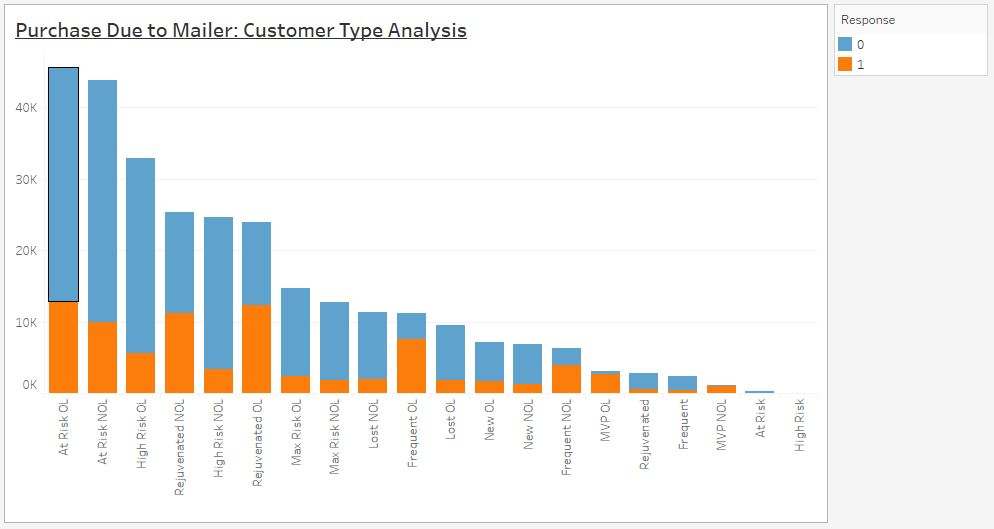 Purchase Due to Mailer: Customer Type Analysis
Response
0
1
40K
30K
20K
10K
0K
At Risk OL
At Risk NOL
High Risk OL
Rejuvenated NOL
High Risk NOL
Rejuvenated OL
Max Risk OL
Max Risk NOL
Lost NOL
Frequent OL
Lost OL
New OL
New NOL
Frequent NOL
MVP OL
Rejuvenated
Frequent
MVP NOL
At Risk
High Risk